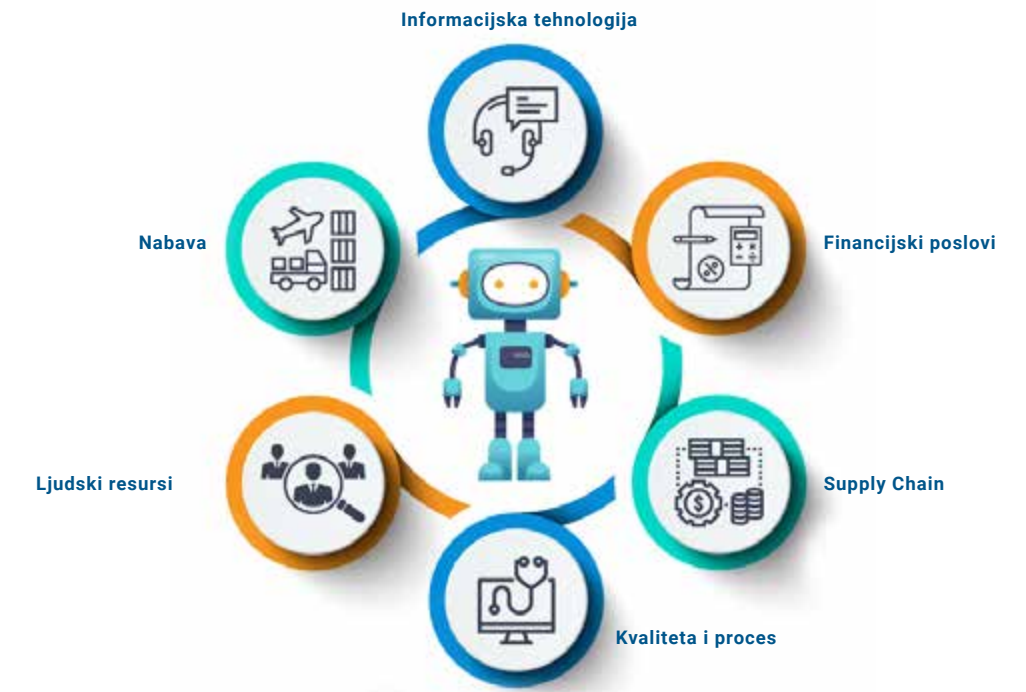 Informacijska tehnologija
Nabava
Financijski poslovi
Ljudski resursi
Supply Chain
Kvaliteta i proces